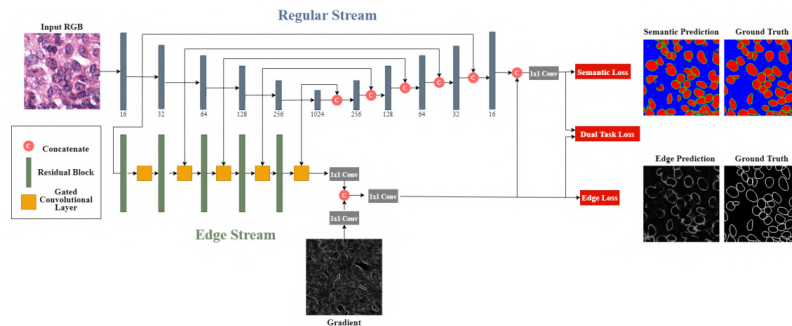 Regular Stream
Input RGB
Semantic Prediction
Ground Truth
C
C
C
C
C
C
1x1 Conv
Semantic Loss
16
32
64
128
256
1024
256
128
64
32
16
Dual Task Loss
C
Concatenate
Residual Block
Gated
Convolutional
Layer
1x1 Conv
C
1x1 Conv
1x1 Conv
Edge Loss
Edge Prediction
Ground Truth
Edge Stream
Gradient